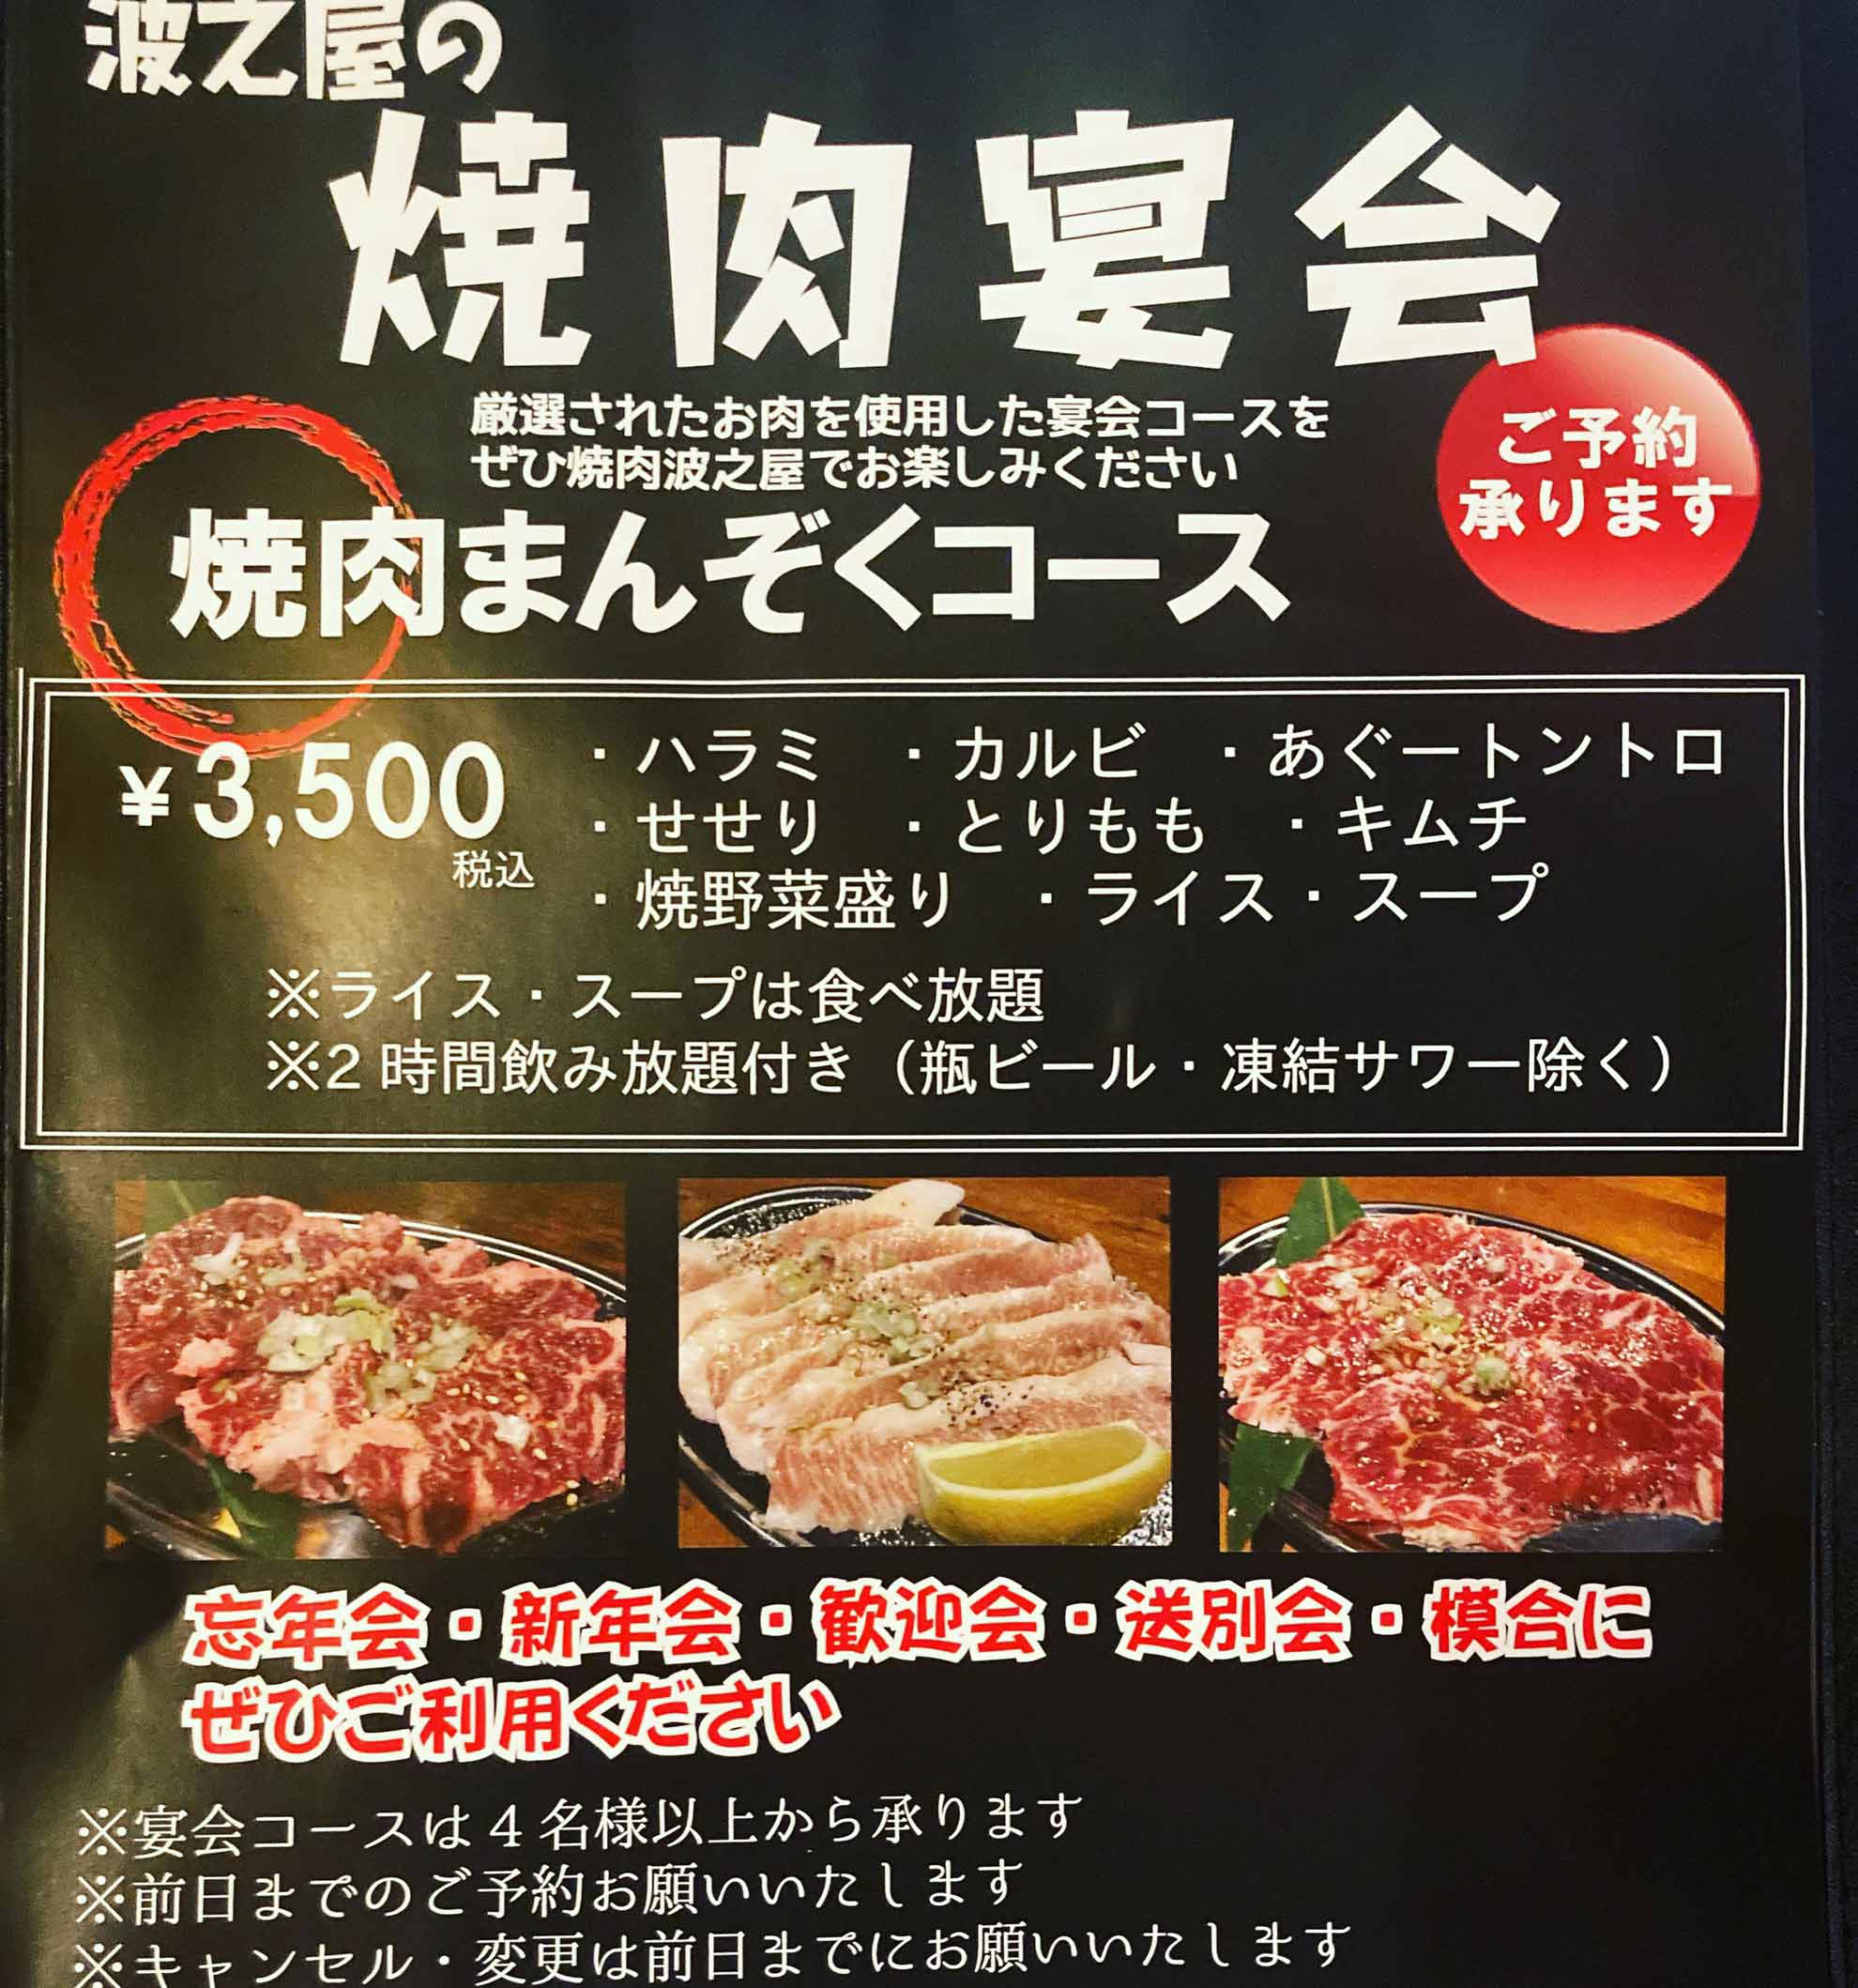 波之屋の
焼肉宴会
厳選されたお肉を使用した宴会コースを
ぜひ焼肉波之屋でお楽しみください
ご予約
承ります
焼肉まんぞくコース
¥3,500
税込
・ハラミ ・カルビ ・あぐートントロ
・せせり ・とりもも ・キムチ
・焼野菜盛り ・ライス・スープ
※ライス・スープは食べ放題
※2時間飲み放題付き（瓶ビール・凍結サワー除く）
忘年会・新年会・歓迎会・送別会・模合に
ぜひご利用ください
※宴会コースは4名様以上から承ります
※前日までのご予約お願いいたします
※キャンセル・変更は前日までにお願いいたします